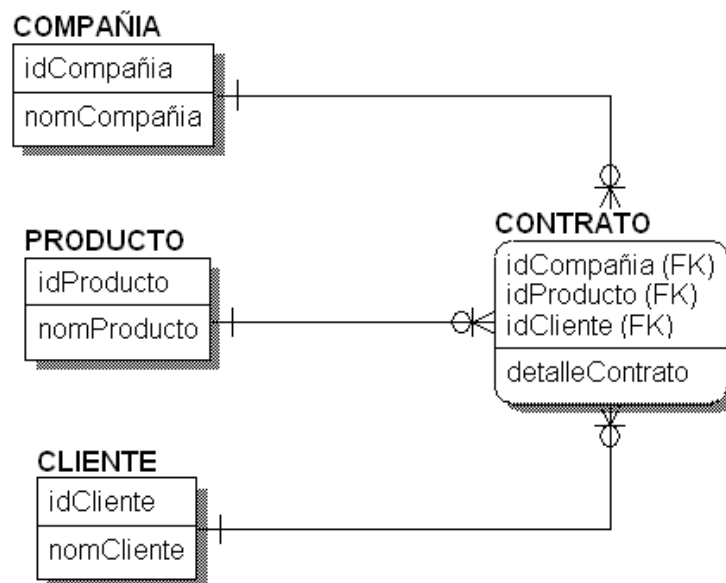 COMPAÑIA
idCompañia
nomCompañia
PRODUCTO
idProducto
nomProducto
CLIENTE
idCliente
nomCliente
CONTRATO
idCompañia (FK)
idProducto (FK)
idCliente (FK)
detalleContrato